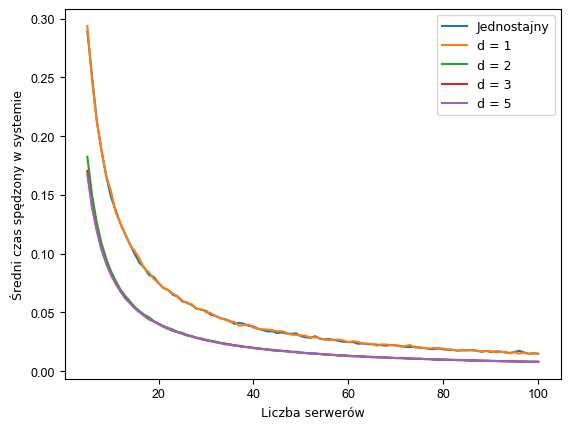 0.30
0.25
0.20
0.15
0.10
0.05
0.00
Średni czas spędzony w systemie
Jednostajny
d = 1
d = 2
d = 3
d = 5
20 40 60 80 100
Liczba serwerów